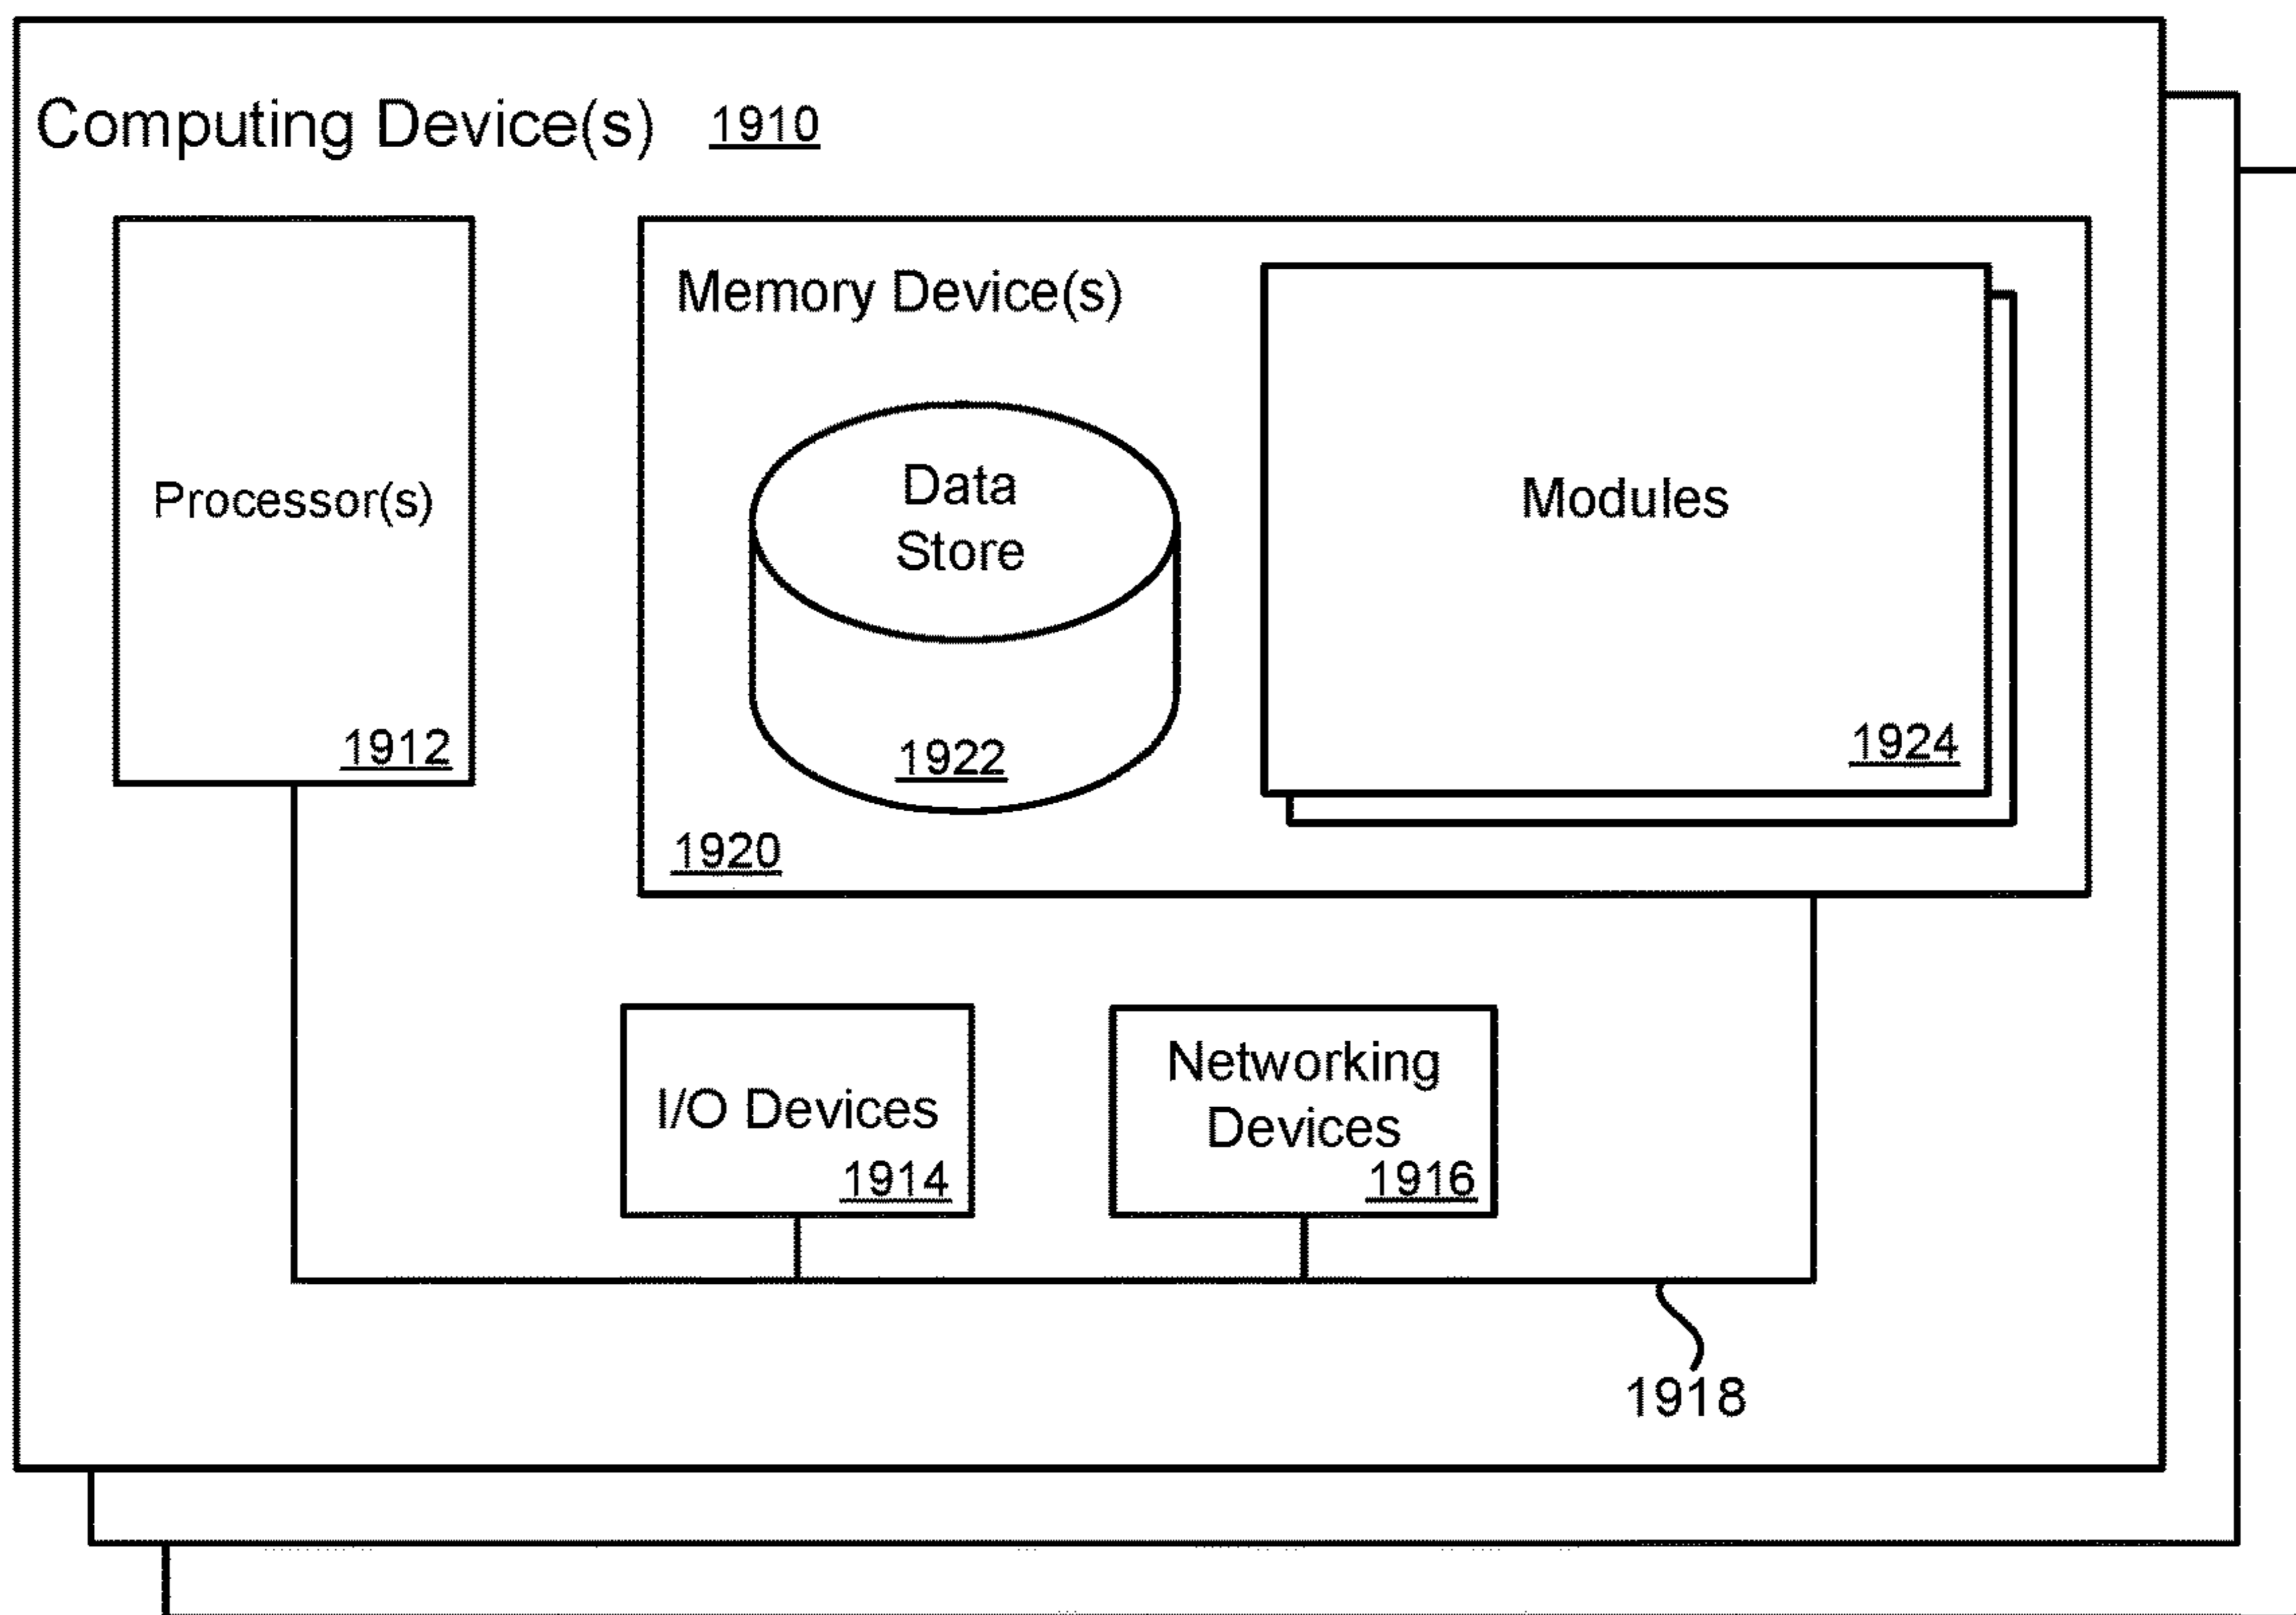 Computing Device(s) 1910
Processor(s)
1912
Memory Device(s)
Data
Store
1922
Modules
1924
1920
I/O Devices
1914
Networking
Devices
1916
1918